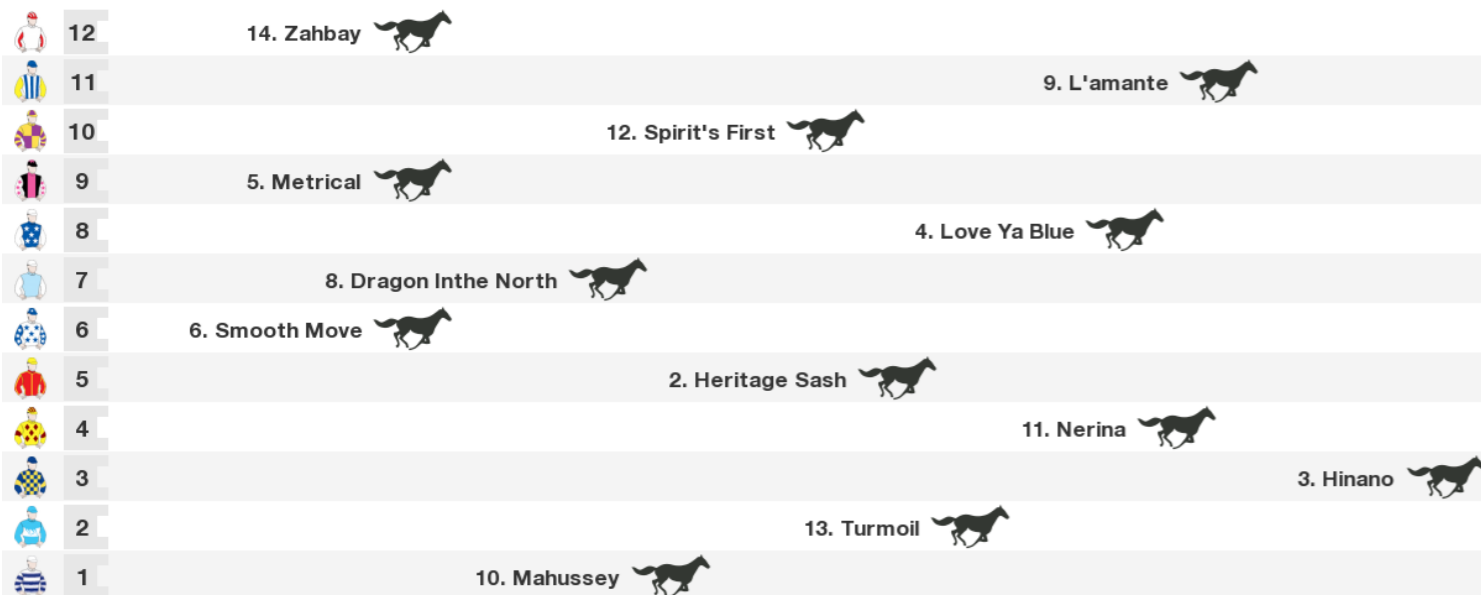 12 14. Zahbay
11 9. L'amante
10 12. Spirit's First
9 5. Metrical
8 4. Love Ya Blue
7 8. Dragon Inthe North
6 6. Smooth Move
5 2. Heritage Sash
4 11. Nerina
3 3. Hinano
2 13. Turmoil
1 10. Mahussey